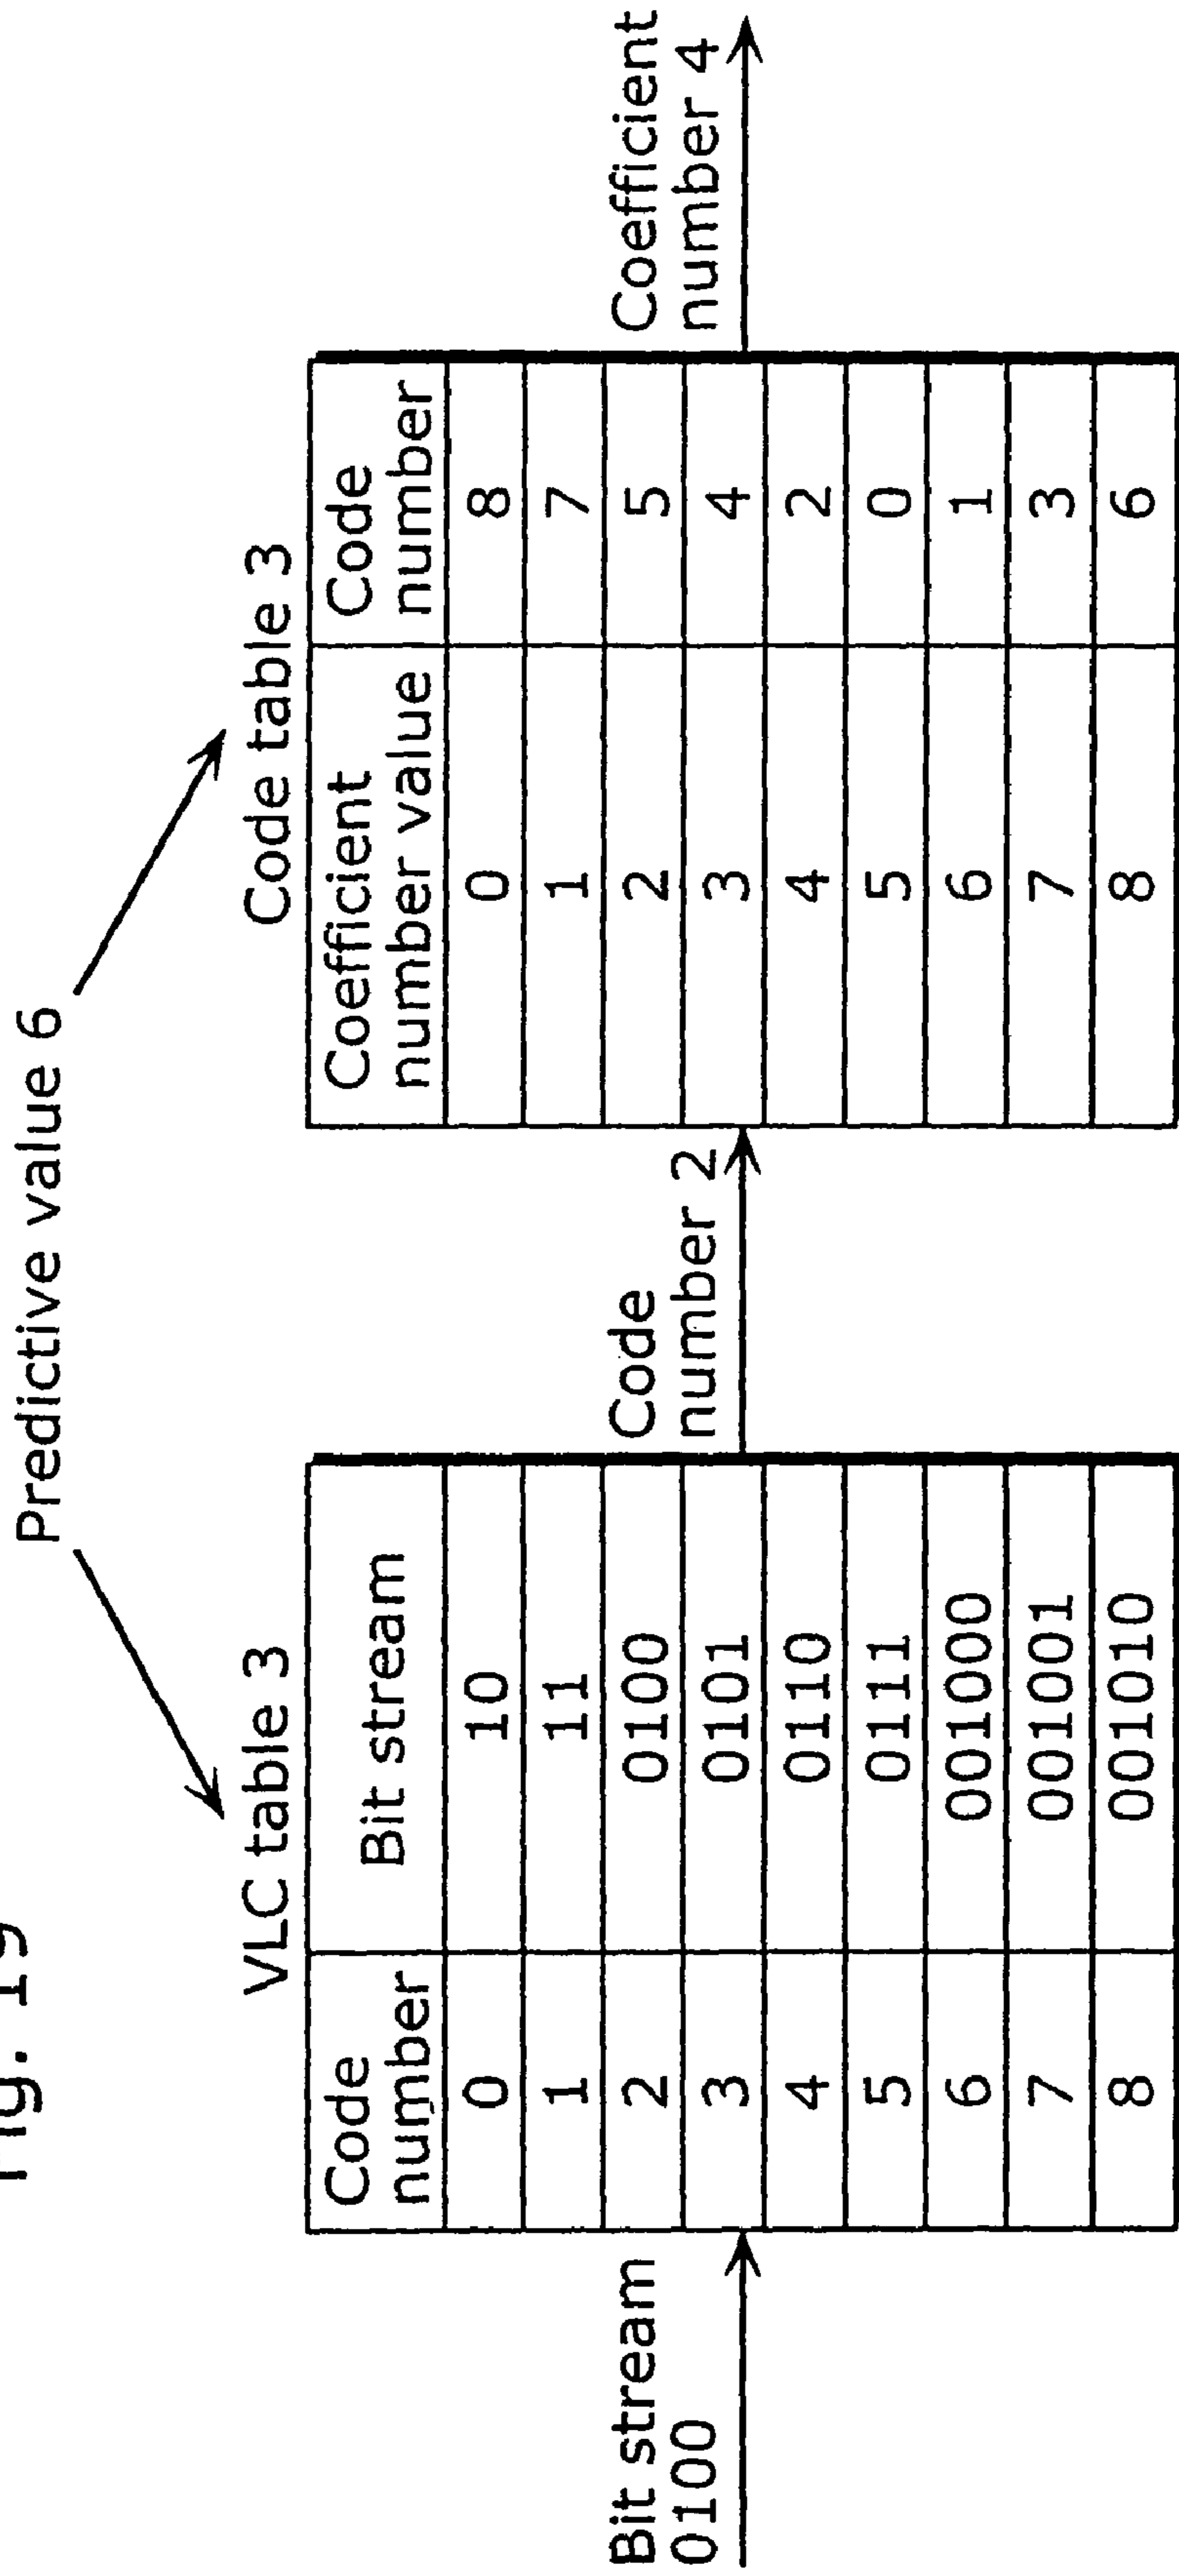 Fig. 19
Predictive value 6
VLC table 3
Code number Bit stream
0 10
1 11
2 0100
3 0101
4 0110
5 0111
6 001000
7 001001
8 001010
Code table 3
Coefficient number value Code number
0 8
1 7
2 5
3 4
4 2
5 0
6 1
7 3
8 6
Bit stream
0100
Code
number 2
Coefficient
number 4